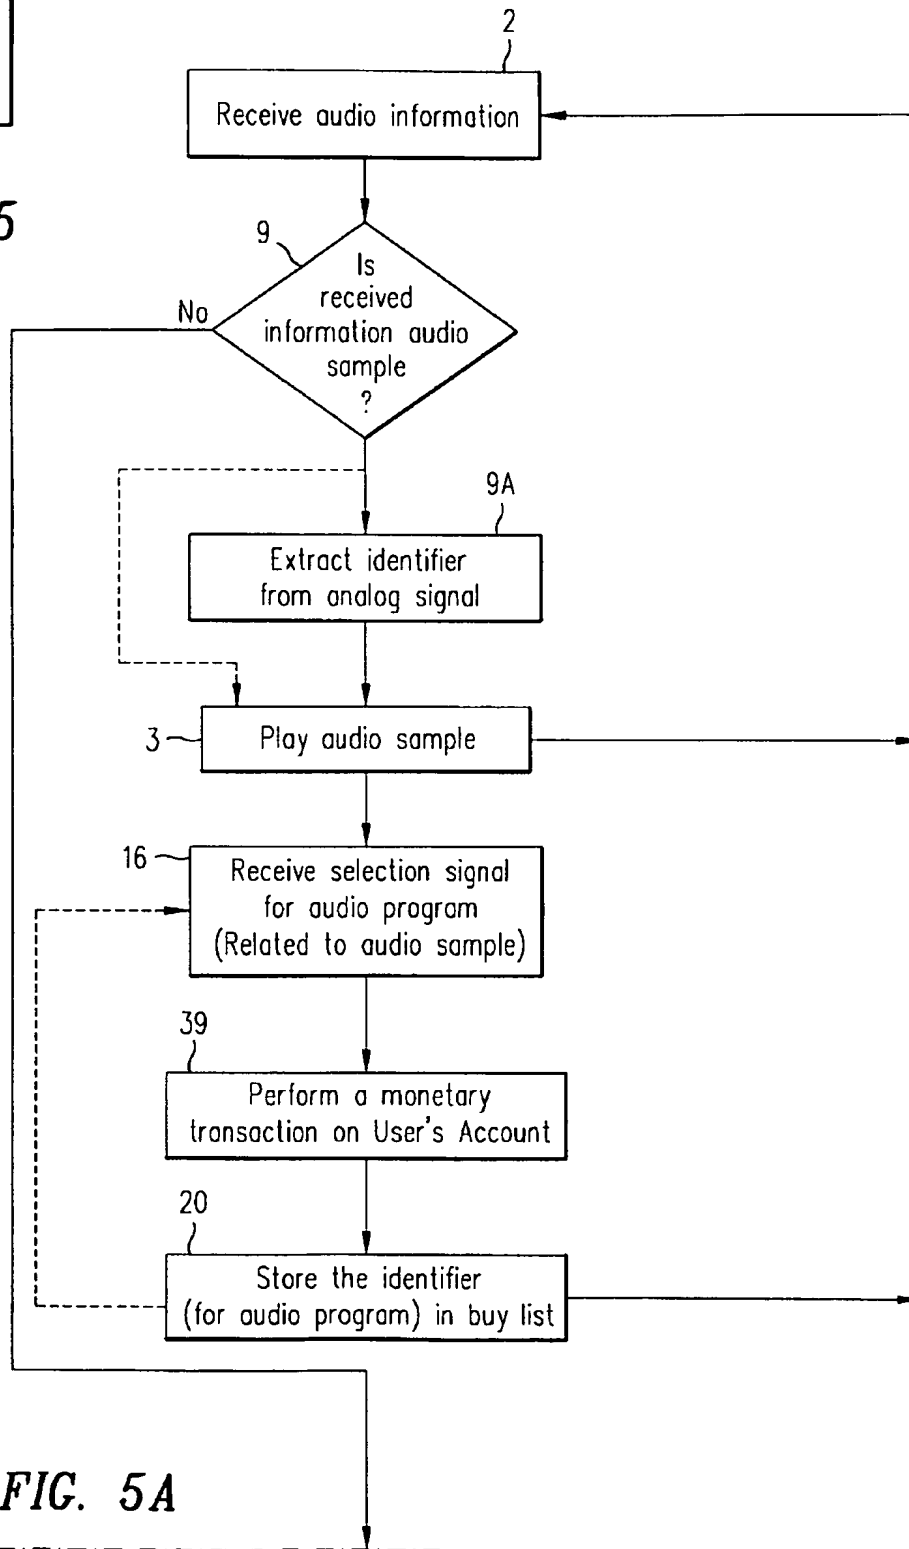 2
Receive audio information
5
9
No
Is
received
information audio
sample
?
9A
Extract identifier
from analog signal
3
Play audio sample
16
Receive selection signal
for audio program
(Related to audio sample)
39
Perform a monetary
transaction on User's Account
20
Store the identifier
(for audio program) in buy list
FIG. 5A